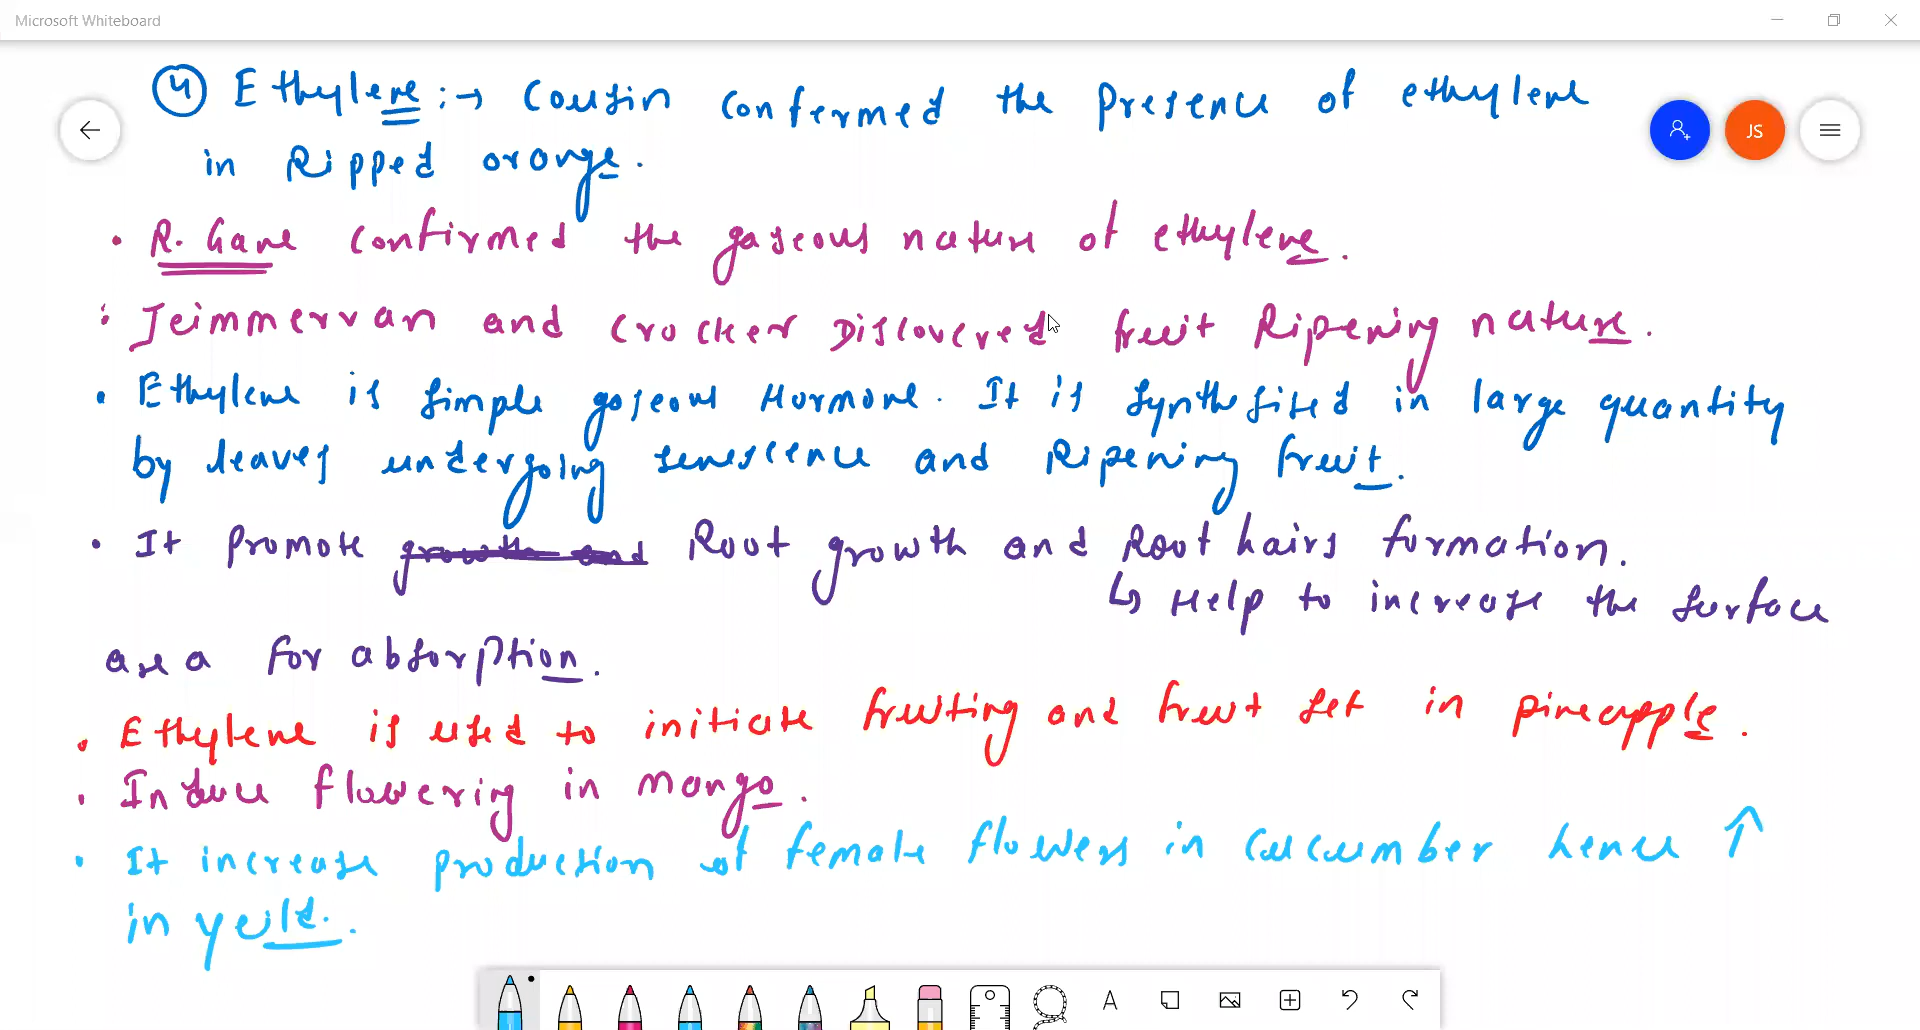 Microsoft Whiteboard
4 Ethylene :→ Cousin confermed the Presence of ethylene
JS
in Ripped orange.
• R. Gane confirmed the gaseous nature of ethylene.
• Jeimmervan and Crocker Discovered fruit Ripening nature.
• Ethylene is simple gaseous Hormone. It is synthesised in large quantity
by leaves undergoing senescence and Ripening fruit.
• It Promote growth and Root growth and Root hairs formation.
↳ Help to increase the surface
area for absorption.
• Ethylene is used to initiate fruiting and fruit set in pineapple.
• Induce flowering in mango.
• It increase production of female flowers in Cucumber hence ↑
in yeild.
A